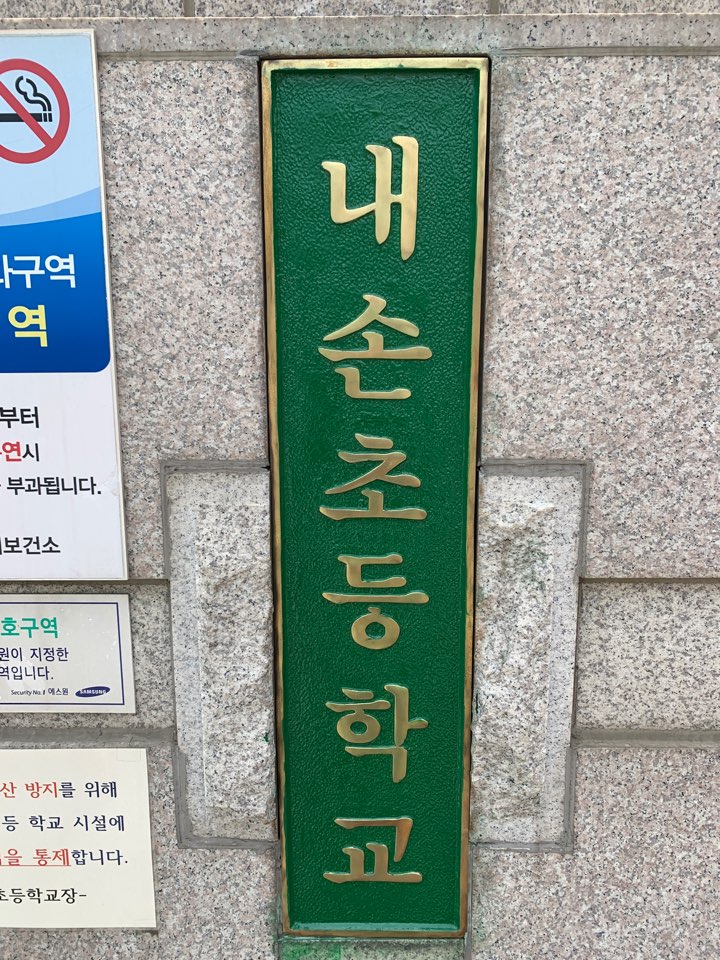 내손초등학교
구역
역
부터
연시
부과됩니다.
보건소
호구역
원이 지정한
역입니다.
Security No.1 에스원 SAMSUNG
산 방지를 위해
등 학교 시설에
을 통제합니다.
초등학교장-